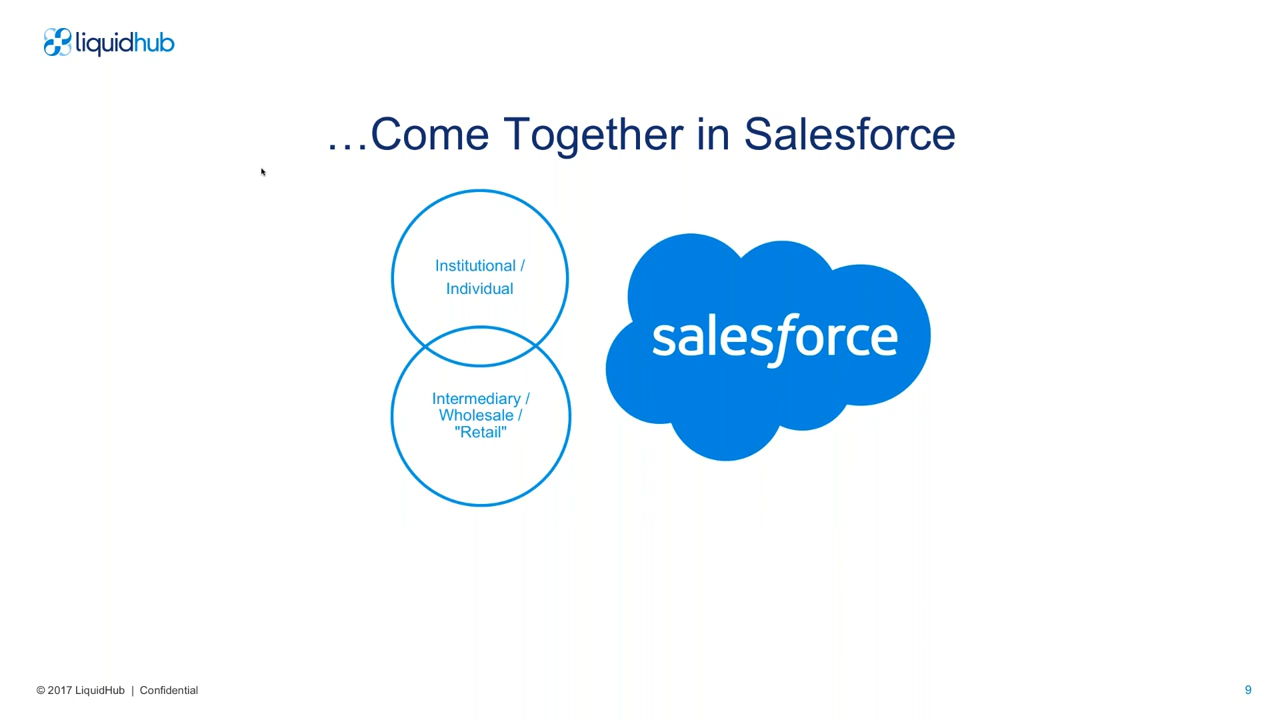 liquidhub
…Come Together in Salesforce
Institutional /
Individual
Intermediary /
Wholesale /
"Retail"
salesforce
© 2017 LiquidHub | Confidential
9